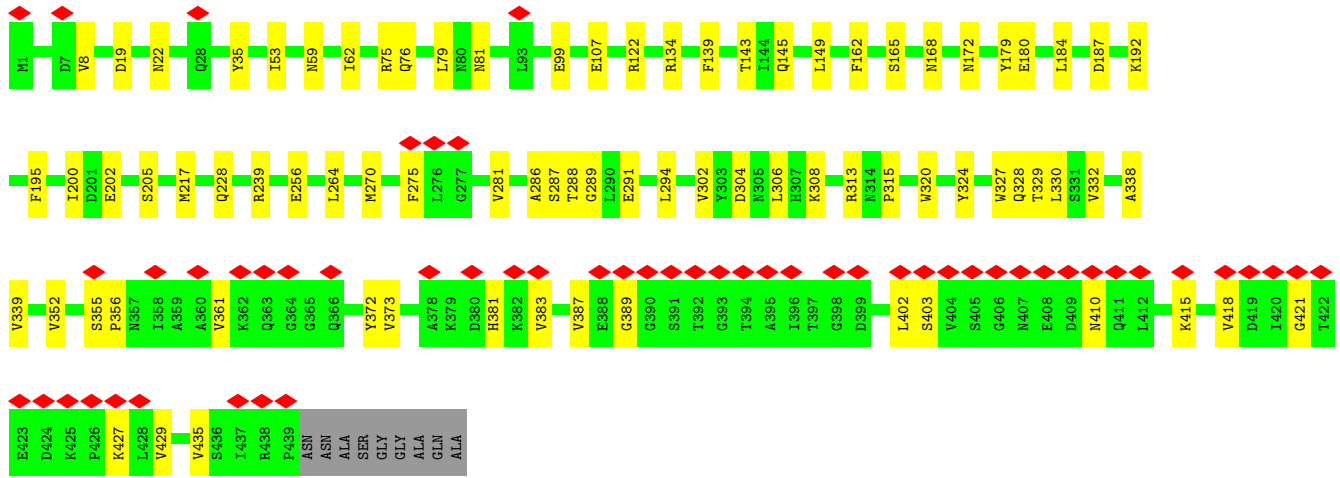 M1 D7 V8 D19 N22 Q28 Y35 I53 N59 I62 R75 Q76 L79 N80 N81 L93 E99 E107 R122 R134 F139 T143 I144 Q145 L149 F162 S165 N168 N172 Y179 E180 L184 D187 K192
F195 I200 D201 E202 S205 M217 Q228 R239 E256 L264 M270 F275 L276 G277 V281 A286 S287 T288 G289 L290 E291 L294 V302 Y303 D304 N305 L306 H307 K308 R313 N314 P315 W320 Y324 W327 Q328 T329 L330 S331 V332 A338
V339 V352 S355 P356 N357 I358 A359 A360 V361 K362 Q363 G364 G365 Q366 Y372 V373 A378 K379 D380 H381 K382 V383 V387 E388 G389 G390 S391 T392 G393 T394 A395 I396 T397 G398 D399 L402 S403 V404 S405 G406 N407 E408 D409 N410 Q411 L412 K415 V418 D419 I420 G421 T422
E423 D424 K425 P426 K427 L428 V429 V435 S436 I437 R438 P439 ASN ASN ALA SER GLY GLY ALA GLN ALA